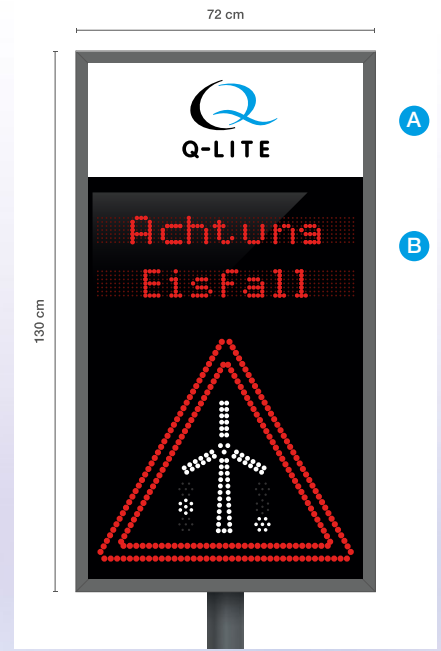 72 cm
Q-LITE
A
Achtung
B
Eisfall
130 cm